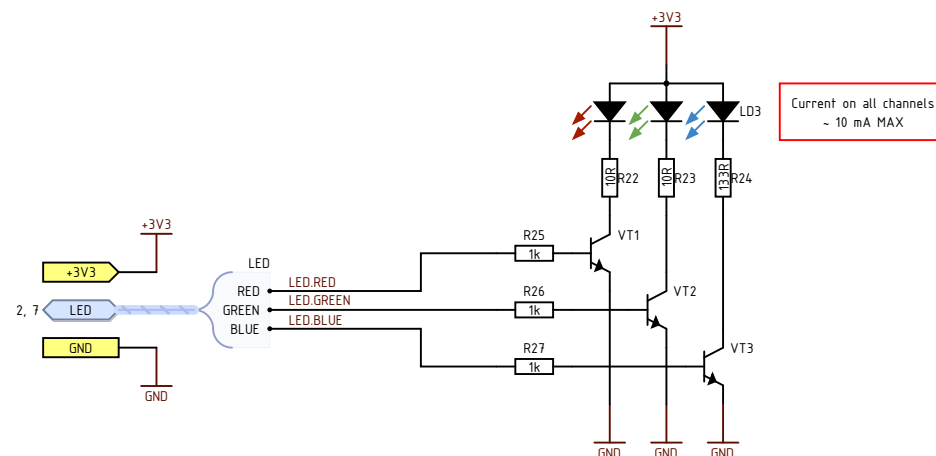 +3V3
Current on all channels
~ 10 mA MAX
LD3
10R
R22
10R
R23
133R
R24
+3V3
R25
1k
VT1
+3V3
LED
RED
LED.RED
R26
1k
VT2
2, 7
LED
GREEN
LED.GREEN
BLUE
LED.BLUE
GND
R27
1k
VT3
GND
GND
GND
GND